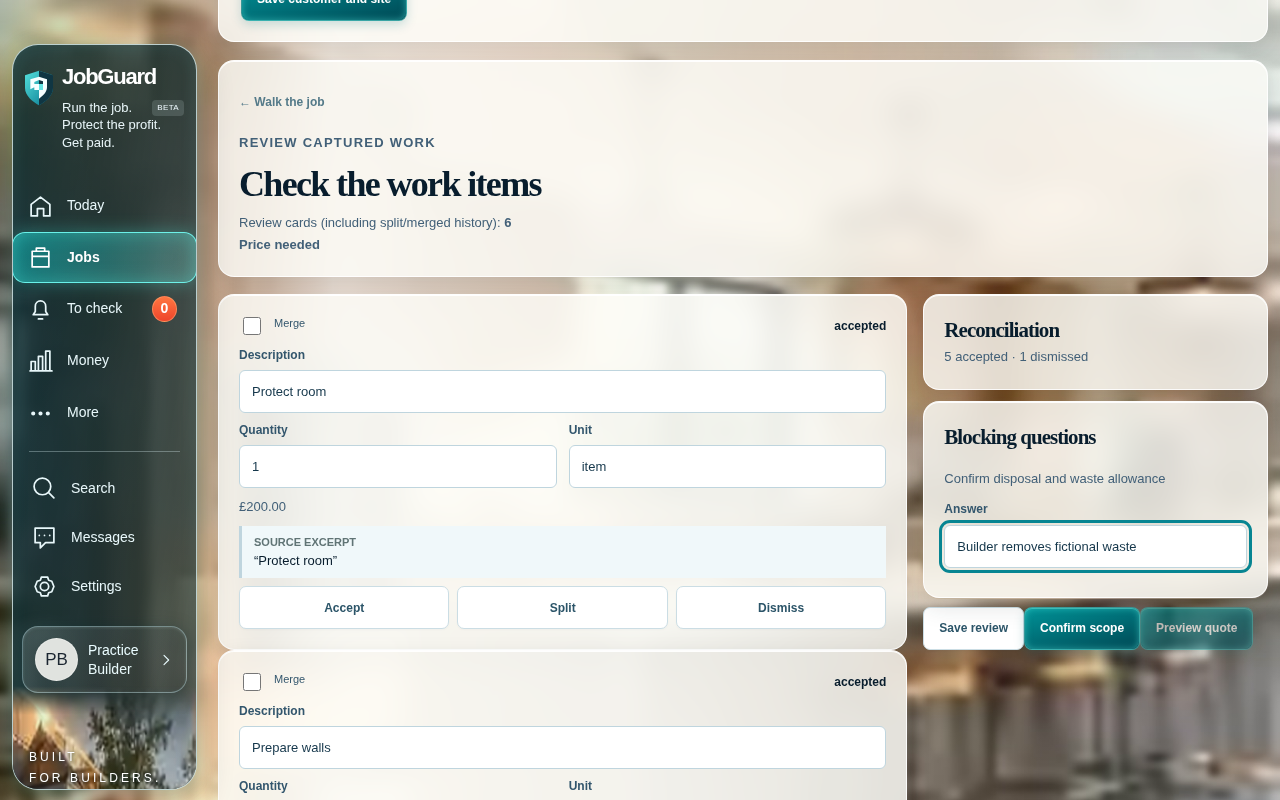 Save customer and site
JobGuard
Run the job.
BETA
Protect the profit.
Get paid.
Today
Jobs
To check
0
Money
More
Search
Messages
Settings
PB
Practice
Builder
BUILT
FOR BUILDERS.
← Walk the job
REVIEW CAPTURED WORK
Check the work items
Review cards (including split/merged history): 6
Price needed
Merge
accepted
Description
Protect room
Quantity
Unit
1
item
£200.00
SOURCE EXCERPT
“Protect room”
Accept
Split
Dismiss
Merge
accepted
Description
Prepare walls
Quantity
Unit
Reconciliation
5 accepted · 1 dismissed
Blocking questions
Confirm disposal and waste allowance
Answer
Builder removes fictional waste
Save review
Confirm scope
Preview quote